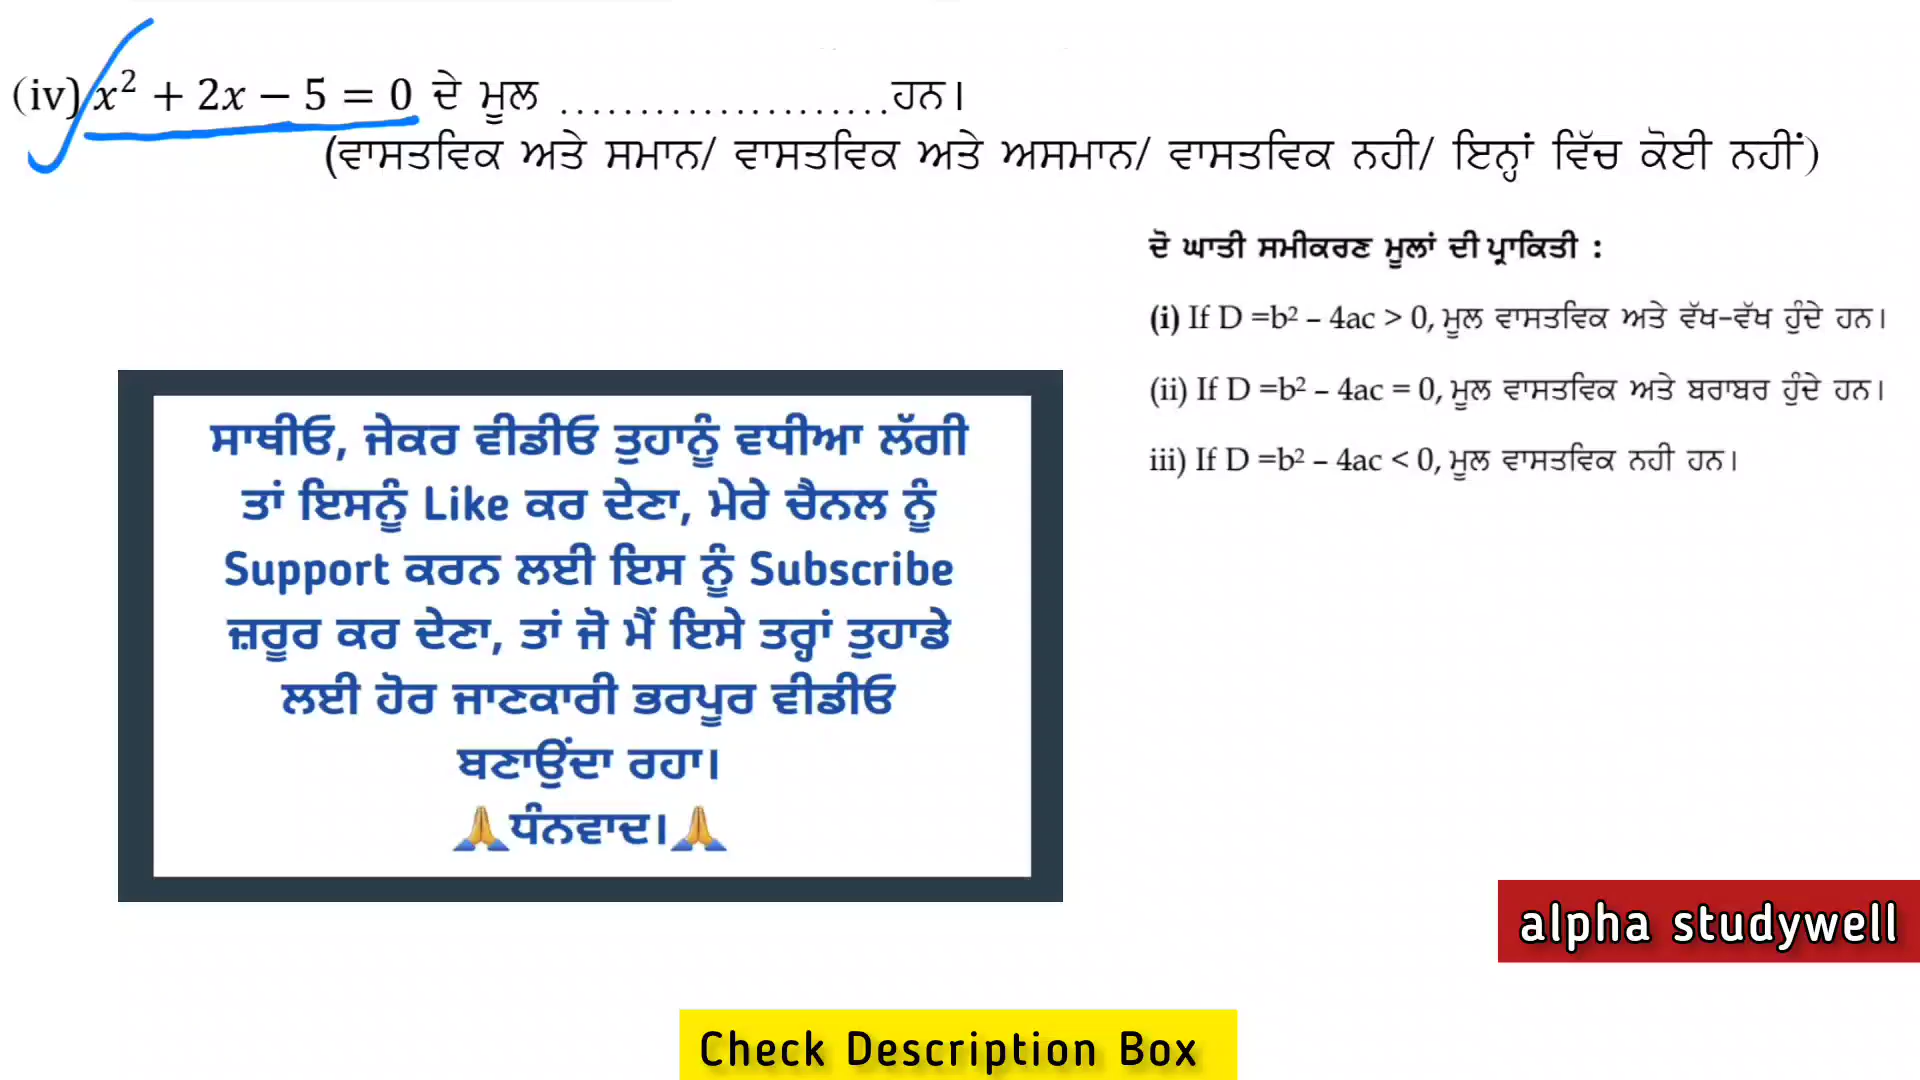 (iv) x² + 2x − 5 = 0 ਦੇ ਮੂਲ .....................ਹਨ।
(ਵਾਸਤਵਿਕ ਅਤੇ ਸਮਾਨ/ ਵਾਸਤਵਿਕ ਅਤੇ ਅਸਮਾਨ/ ਵਾਸਤਵਿਕ ਨਹੀ/ ਇਨ੍ਹਾਂ ਵਿੱਚ ਕੋਈ ਨਹੀਂ)
ਦੋ ਘਾਤੀ ਸਮੀਕਰਣ ਮੂਲਾਂ ਦੀ ਪ੍ਰਾਕਿਤੀ :
(i) If D =b² – 4ac > 0, ਮੂਲ ਵਾਸਤਵਿਕ ਅਤੇ ਵੱਖ-ਵੱਖ ਹੁੰਦੇ ਹਨ।
(ii) If D =b² – 4ac = 0, ਮੂਲ ਵਾਸਤਵਿਕ ਅਤੇ ਬਰਾਬਰ ਹੁੰਦੇ ਹਨ।
iii) If D =b² – 4ac < 0, ਮੂਲ ਵਾਸਤਵਿਕ ਨਹੀ ਹਨ।
ਸਾਥੀਓ, ਜੇਕਰ ਵੀਡੀਓ ਤੁਹਾਨੂੰ ਵਧੀਆ ਲੱਗੀ
ਤਾਂ ਇਸਨੂੰ Like ਕਰ ਦੇਣਾ, ਮੇਰੇ ਚੈਨਲ ਨੂੰ
Support ਕਰਨ ਲਈ ਇਸ ਨੂੰ Subscribe
ਜ਼ਰੂਰ ਕਰ ਦੇਣਾ, ਤਾਂ ਜੋ ਮੈਂ ਇਸੇ ਤਰ੍ਹਾਂ ਤੁਹਾਡੇ
ਲਈ ਹੋਰ ਜਾਣਕਾਰੀ ਭਰਪੂਰ ਵੀਡੀਓ
ਬਣਾਉਂਦਾ ਰਹਾ।
🙏ਧੰਨਵਾਦ।🙏
alpha studywell
Check Description Box